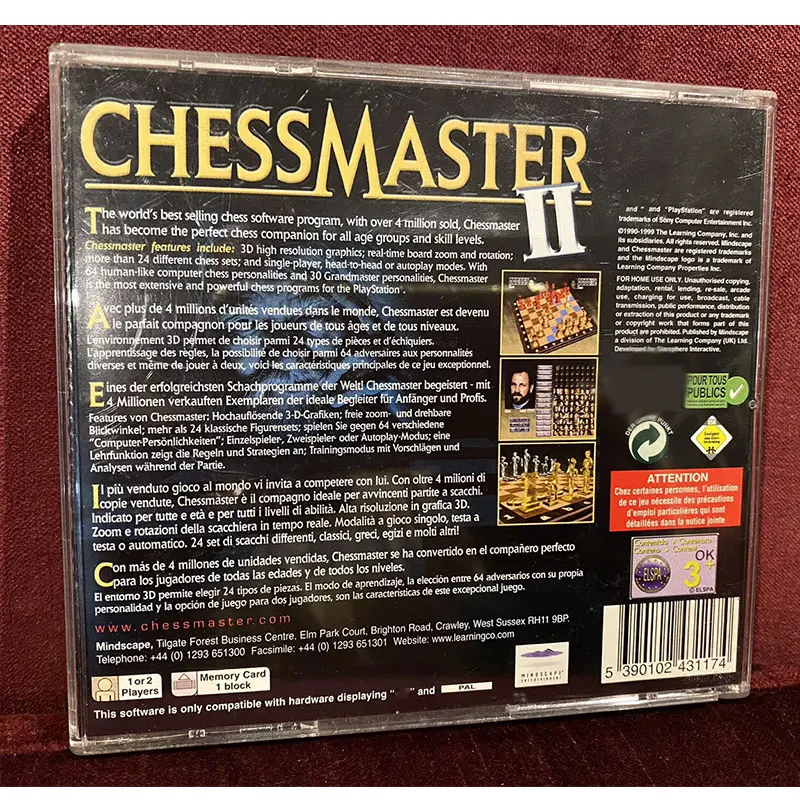 CHESSMASTER
II
The world's best selling chess software program, with over 4 million sold, Chessmaster
has become the perfect chess companion for all age groups and skill levels.
Chessmaster features include: 3D high resolution graphics; real-time board zoom and rotation;
more than 24 different chess sets; and single-player, head-to-head or autoplay modes. With
64 human-like computer chess personalities and 30 Grandmaster personalities, Chessmaster
is the most extensive and powerful chess programs for the PlayStation.
Avec plus de 4 millions d'unités vendues dans le monde, Chessmaster est devenu
le parfait compagnon pour les joueurs de tous âges et de tous niveaux.
L'environnement 3D permet de choisir parmi 24 types de pièces et d'échiquiers.
L'apprentissage des règles, la possibilité de choisir parmi 64 adversaires aux personnalités
diverses et même de jouer à deux, voici les caractéristiques principales de ce jeu exceptionnel.
Eines der erfolgreichsten Schachprogramme der Welt! Chessmaster begeistert - mit
4 Millionen verkauften Exemplaren der ideale Begleiter für Anfänger und Profis.
Features von Chessmaster: Hochauflösende 3-D-Grafiken; freie zoom- und drehbare
Blickwinkel; mehr als 24 klassische Figurensets; spielen Sie gegen 64 verschiedene
"Computer-Persönlichkeiten"; Einzelspieler-, Zweispieler- oder Autoplay-Modus; eine
Lehrfunktion zeigt die Regeln und Strategien an; Trainingsmodus mit Vorschlägen und
Analysen während der Partie.
Il più venduto gioco al mondo vi invita a competere con lui. Con oltre 4 milioni di
copie vendute, Chessmaster è il compagno ideale per avvincenti partite a scacchi.
Indicato per tutte e età e per tutti i livelli di abilità. Alta risoluzione in grafica 3D.
Zoom e rotazioni della scacchiera in tempo reale. Modalità a gioco singolo, testa a
testa o automatico. 24 set di scacchi differenti, classici, greci, egizi e molti altri!
Con más de 4 millones de unidades vendidas, Chessmaster se ha convertido en el compañero perfecto
para los jugadores de todas las edades y de todos los niveles.
El entorno 3D permite elegir 24 tipos de piezas. El modo de aprendizaje, la elección entre 64 adversarios con su propia
personalidad y la opción de juego para dos jugadores, son las características de este excepcional juego.
www.chessmaster.com
Mindscape, Tilgate Forest Business Centre, Elm Park Court, Brighton Road, Crawley, West Sussex RH11 9BP.
Telephone: +44 (0) 1293 651300 Facsimile: +44 (0) 1293 651301 Website: www.learningco.com
1 or 2
Players
Memory Card
1 block
This software is only compatible with hardware displaying " " and PAL
and " " and "PlayStation" are registered
trademarks of Sony Computer Entertainment Inc.
©1990-1999 The Learning Company, Inc. and
its subsidiaries. All rights reserved. Mindscape
and Chessmaster are registered trademarks
and the Mindscape logo is a trademark of
Learning Company Properties Inc.
FOR HOME USE ONLY. Unauthorised copying,
adaptation, rental, lending, re-sale, arcade
use, charging for use, broadcast, cable
transmission, public performance, distribution
or extraction of this product or any trademark
or copyright work that forms part of this
product are prohibited. Published by Mindscape
a division of The Learning Company (UK) Ltd.
Developed by Starsphere Interactive.
POUR TOUS
PUBLICS
DER GRÜNE PUNKT
Designed
ATTENTION
Chez certaines personnes, l'utilisation
de ce jeu nécessite des précautions
d'emploi particulières qui sont
détaillées dans la notice jointe
Contenido • Contenuto
Contenu • Content
ELSPA
OK
3+
© ELSPA
MINDSCAPE
ENTERTAINMENT
5 390102 431174